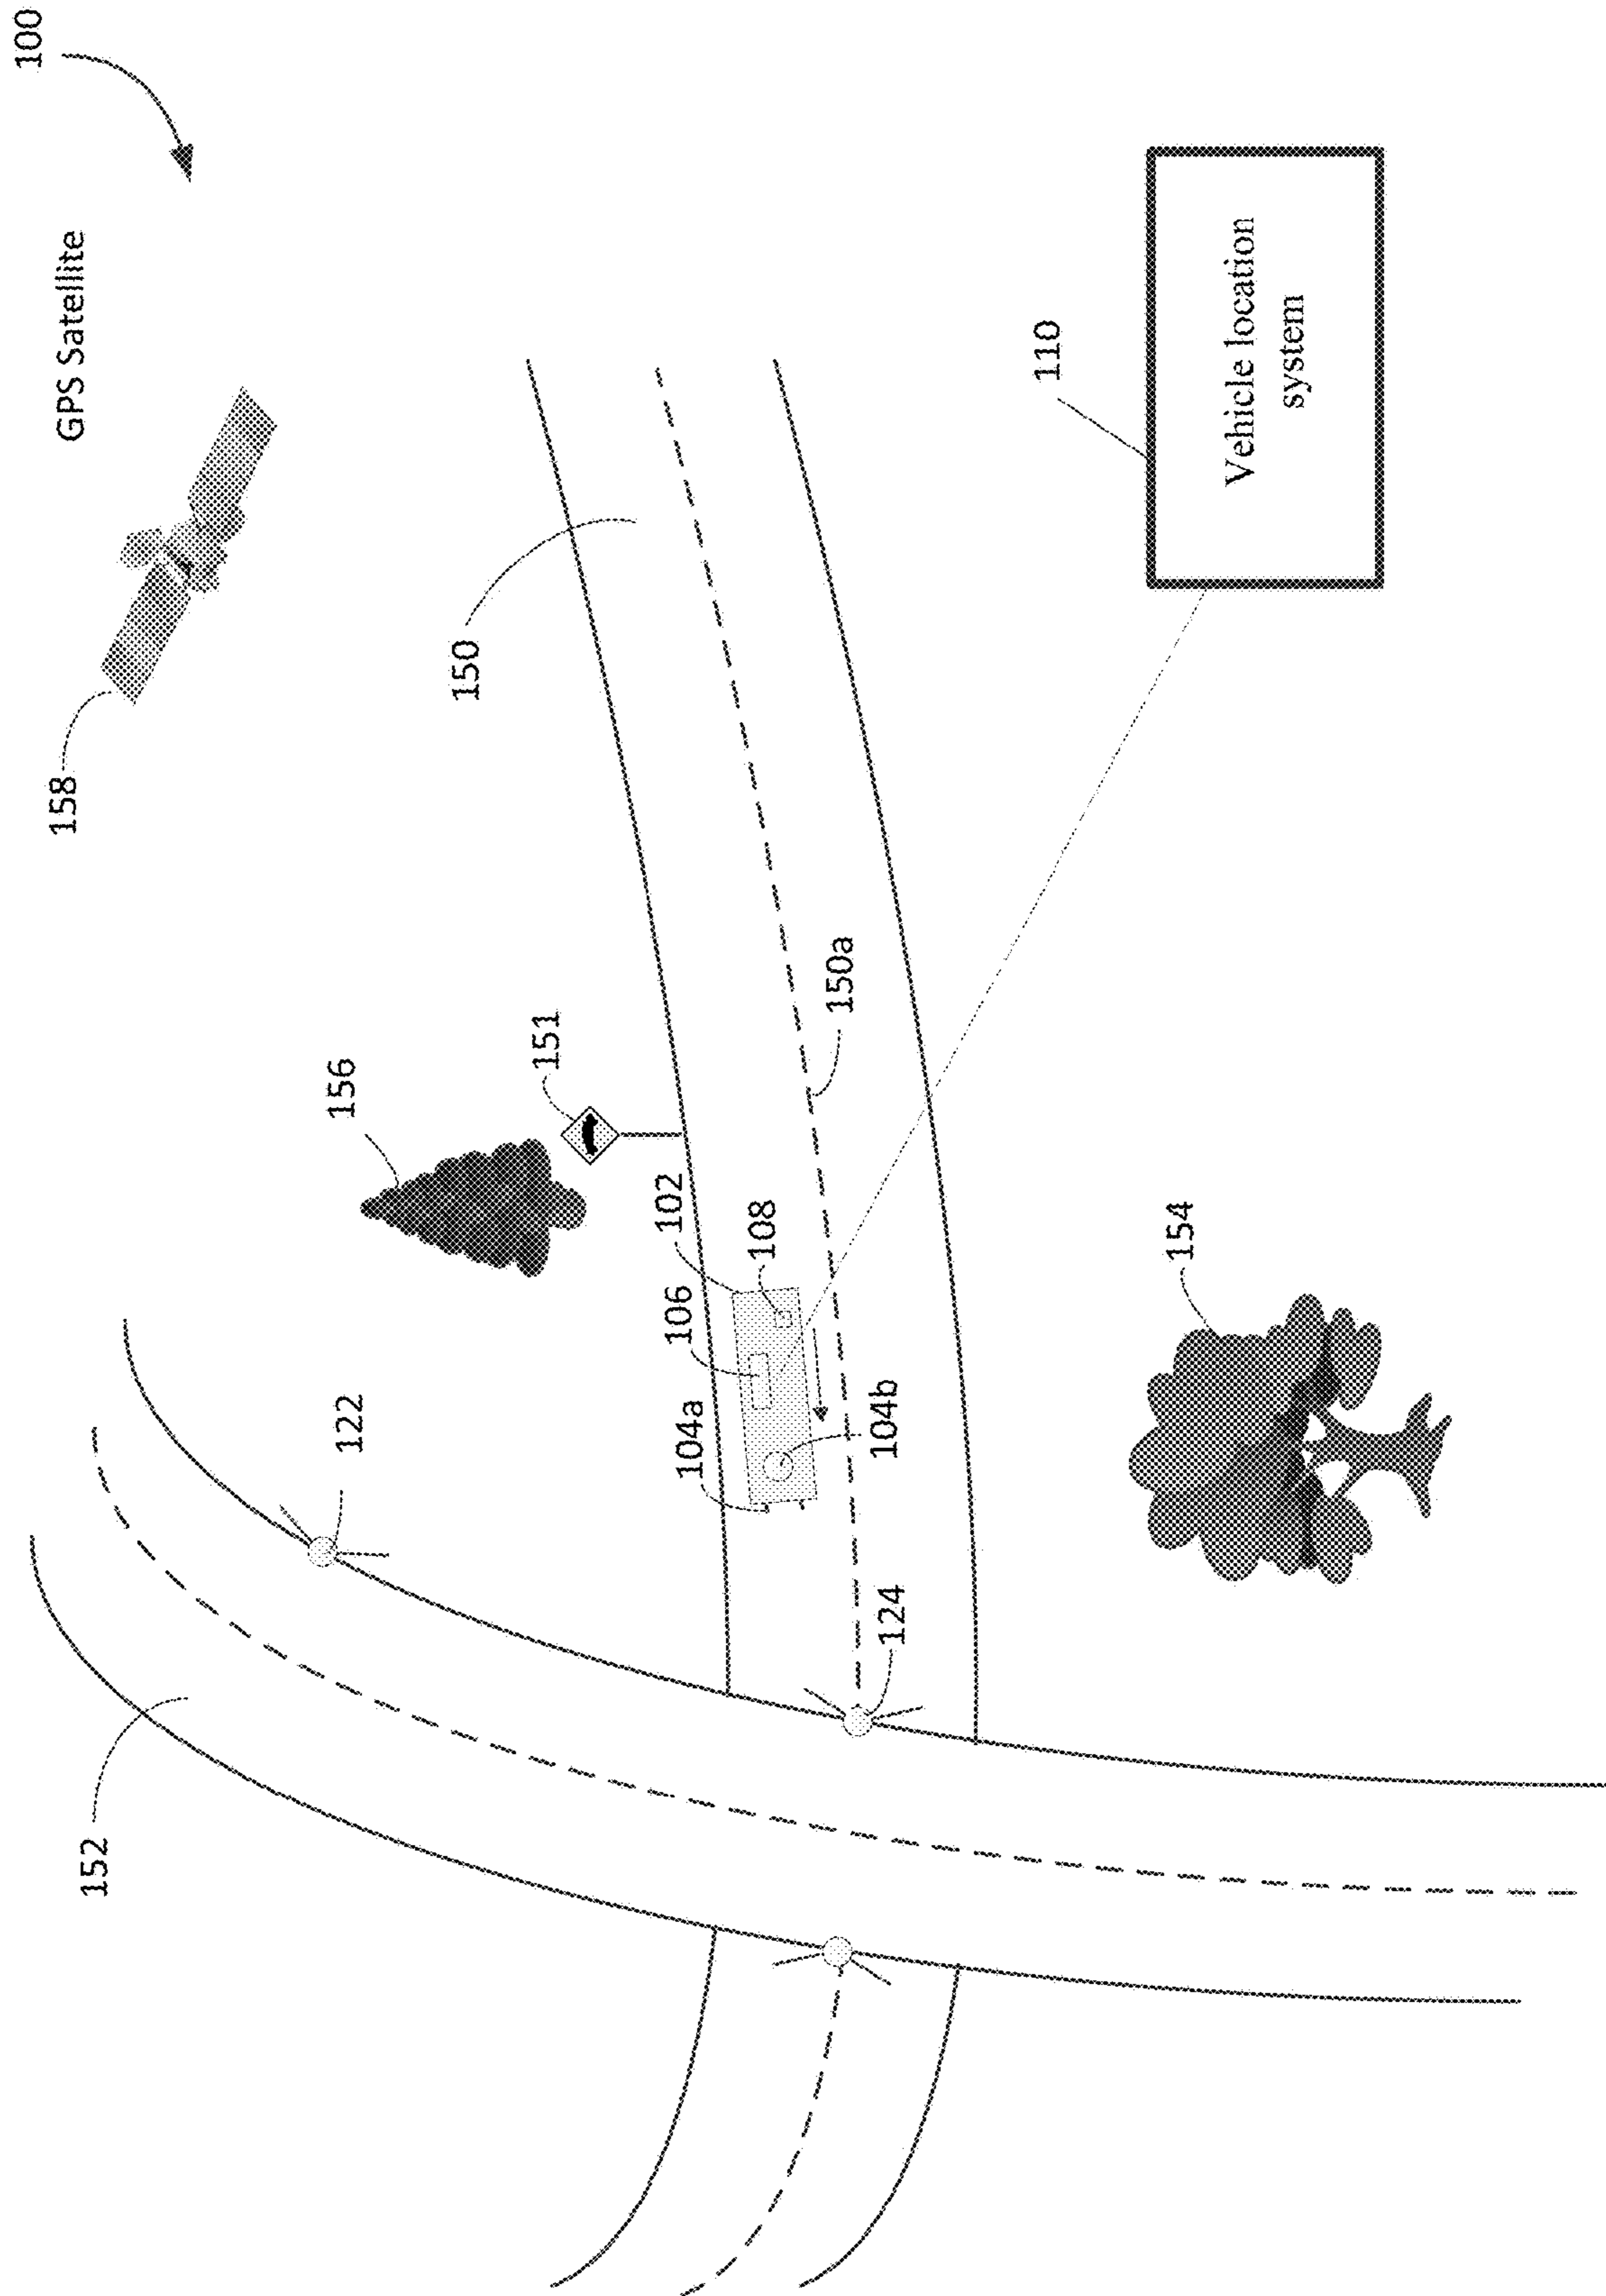 100
GPS Satellite
158
150
156
151
110
Vehicle location
system
150a
102
108
106
104a
104b
122
124
154
152